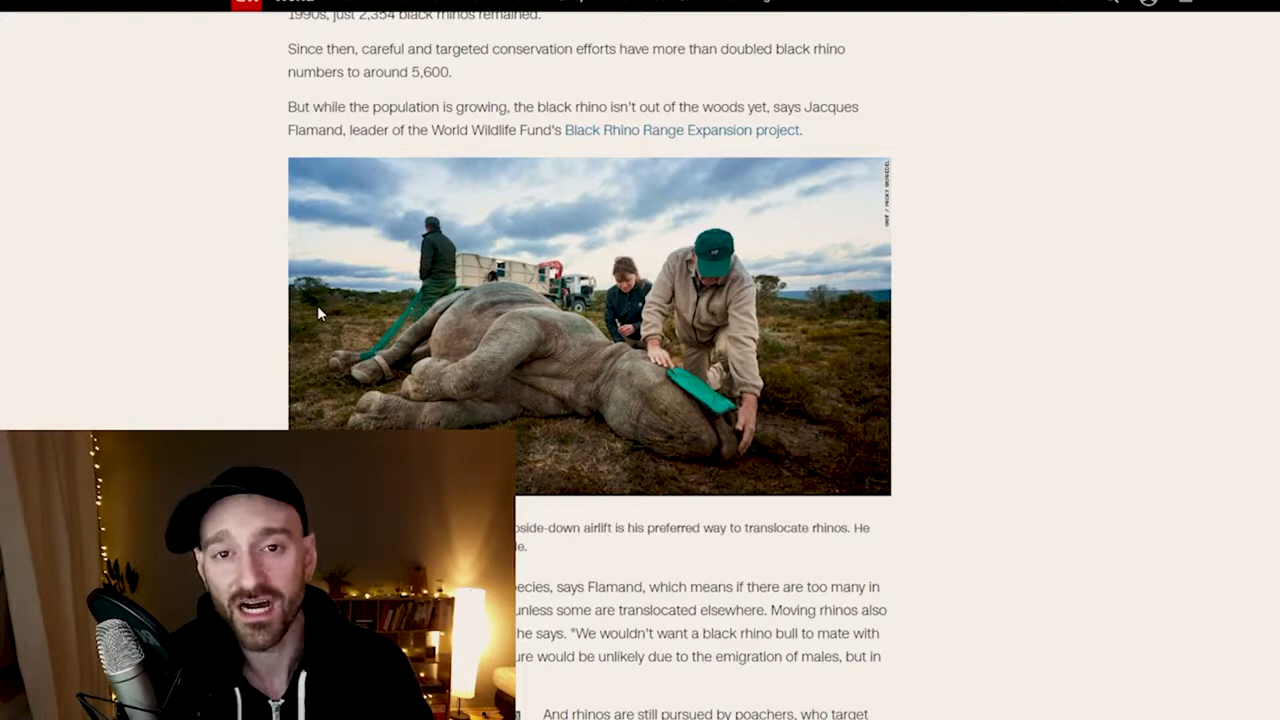 1990s, just 2,354 black rhinos remained.
Since then, careful and targeted conservation efforts have more than doubled black rhino
numbers to around 5,600.
But while the population is growing, the black rhino isn't out of the woods yet, says Jacques
Flamand, leader of the World Wildlife Fund's Black Rhino Range Expansion project.
side-down airlift is his preferred way to translocate rhinos. He
species, says Flamand, which means if there are too many in
unless some are translocated elsewhere. Moving rhinos also
he says. "We wouldn't want a black rhino bull to mate with
ure would be unlikely due to the emigration of males, but in
And rhinos are still pursued by poachers, who target